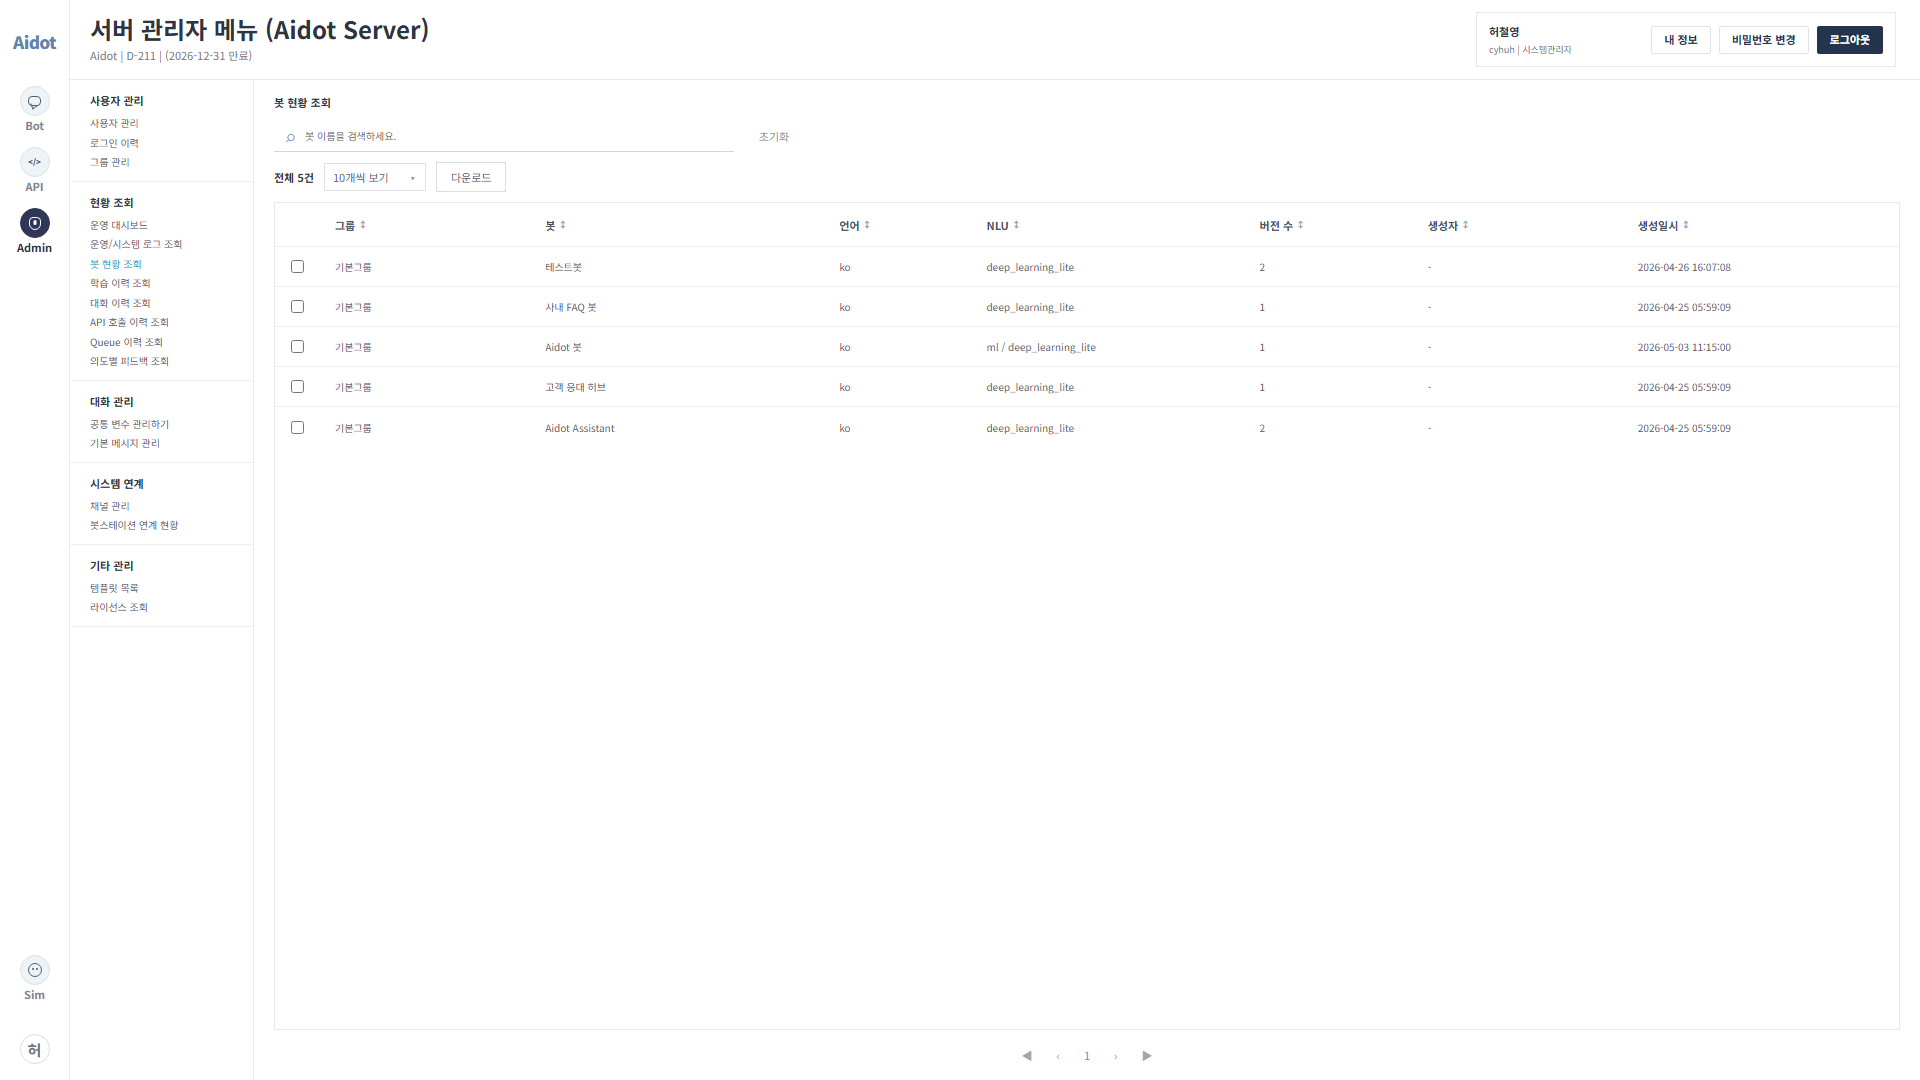 Aidot
Bot
</>
API
Admin
Sim
허
서버 관리자 메뉴 (Aidot Server)
Aidot | D-211 | (2026-12-31 만료)
허철영
cyhuh | 시스템관리자
내 정보
비밀번호 변경
로그아웃
사용자 관리
사용자 관리
로그인 이력
그룹 관리
현황 조회
운영 대시보드
운영/시스템 로그 조회
봇 현황 조회
학습 이력 조회
대화 이력 조회
API 호출 이력 조회
Queue 이력 조회
의도별 피드백 조회
대화 관리
공통 변수 관리하기
기본 메시지 관리
시스템 연계
채널 관리
봇스테이션 연계 현황
기타 관리
템플릿 목록
라이선스 조회
봇 현황 조회
봇 이름을 검색하세요.
초기화
전체 5건
10개씩 보기
다운로드
그룹 봇 언어 NLU 버전 수 생성자 생성일시
기본그룹 테스트봇 ko deep_learning_lite 2 - 2026-04-26 16:07:08
기본그룹 사내 FAQ 봇 ko deep_learning_lite 1 - 2026-04-25 05:59:09
기본그룹 Aidot 봇 ko ml / deep_learning_lite 1 - 2026-05-03 11:15:00
기본그룹 고객 응대 허브 ko deep_learning_lite 1 - 2026-04-25 05:59:09
기본그룹 Aidot Assistant ko deep_learning_lite 2 - 2026-04-25 05:59:09
◀ ‹ 1 › ▶